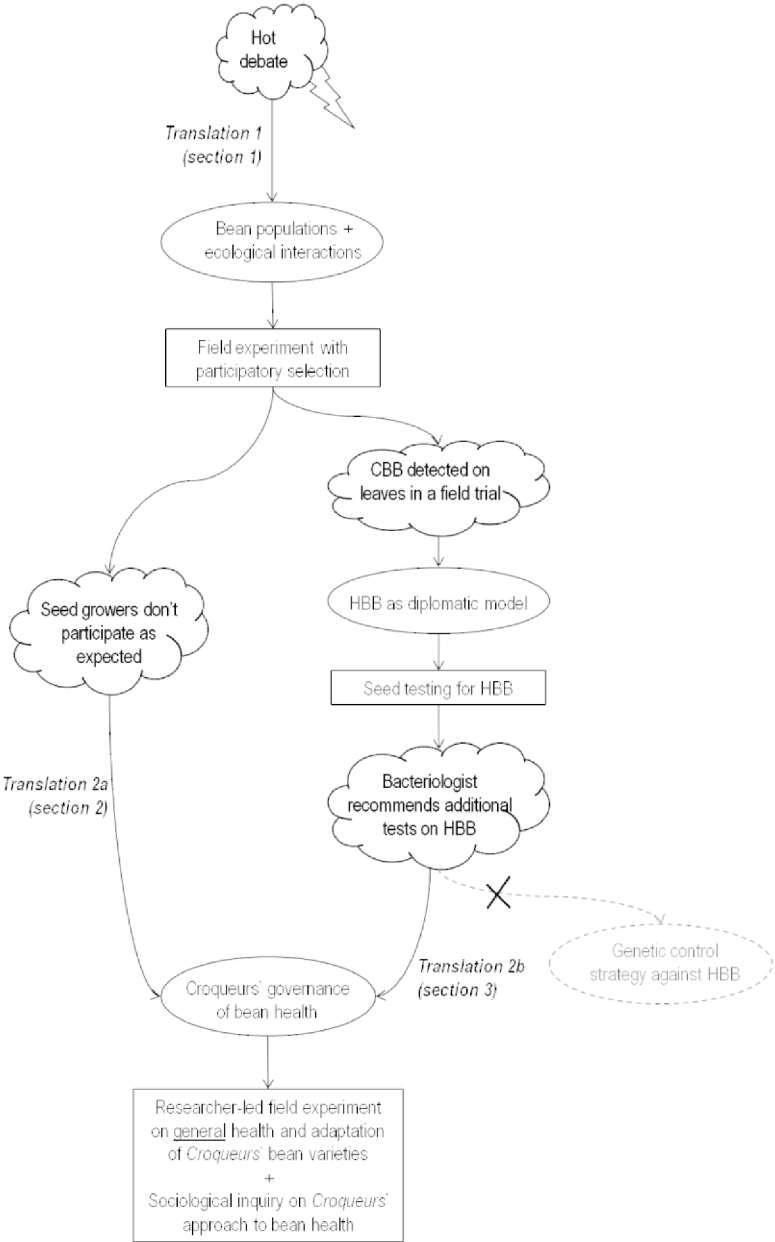 Hot
debate
Translation 1
(section 1)
Bean populations +
ecological interactions
Field experiment with
participatory selection
CBB detected on
leaves in a field trial
Seed growers don't
participate as
expected
HBB as diplomatic model
Seed testing for HBB
Translation 2a
(section 2)
Bacteriologist
recommends additional
tests on HBB
Genetic control
strategy against HBB
Translation 2b
(section 3)
Croqueurs' governance
of bean health
Researcher-led field experiment
on general health and adaptation
of Croqueurs' bean varieties
+
Sociological inquiry on Croqueurs'
approach to bean health